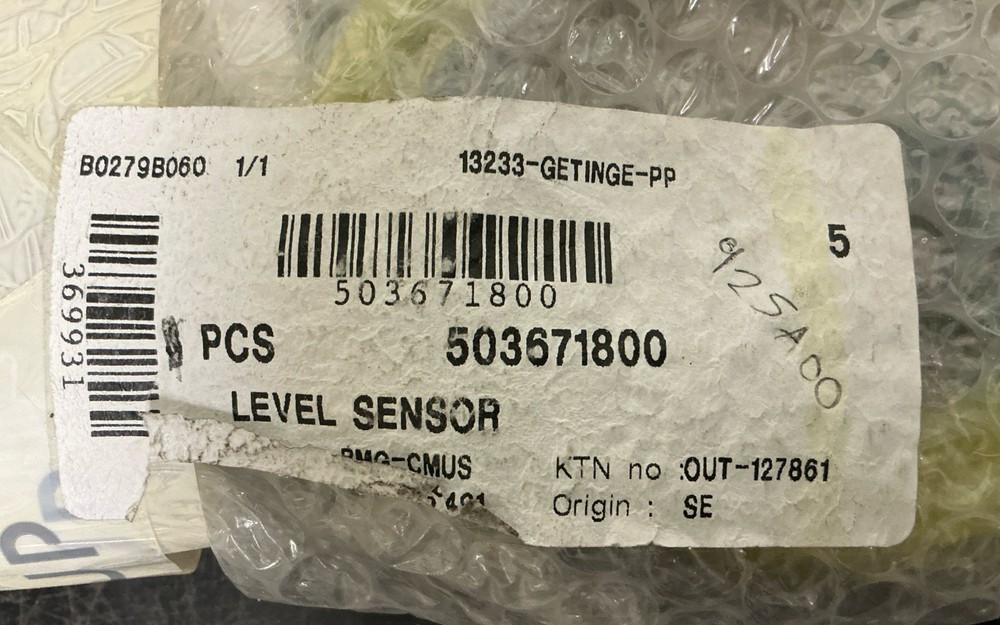 B0279B060 1/1
13233-GETINGE-PP
5
369931
503671800
PCS 503671800
LEVEL SENSOR
-CMUS
KTN no :OUT-127861
Origin : SE